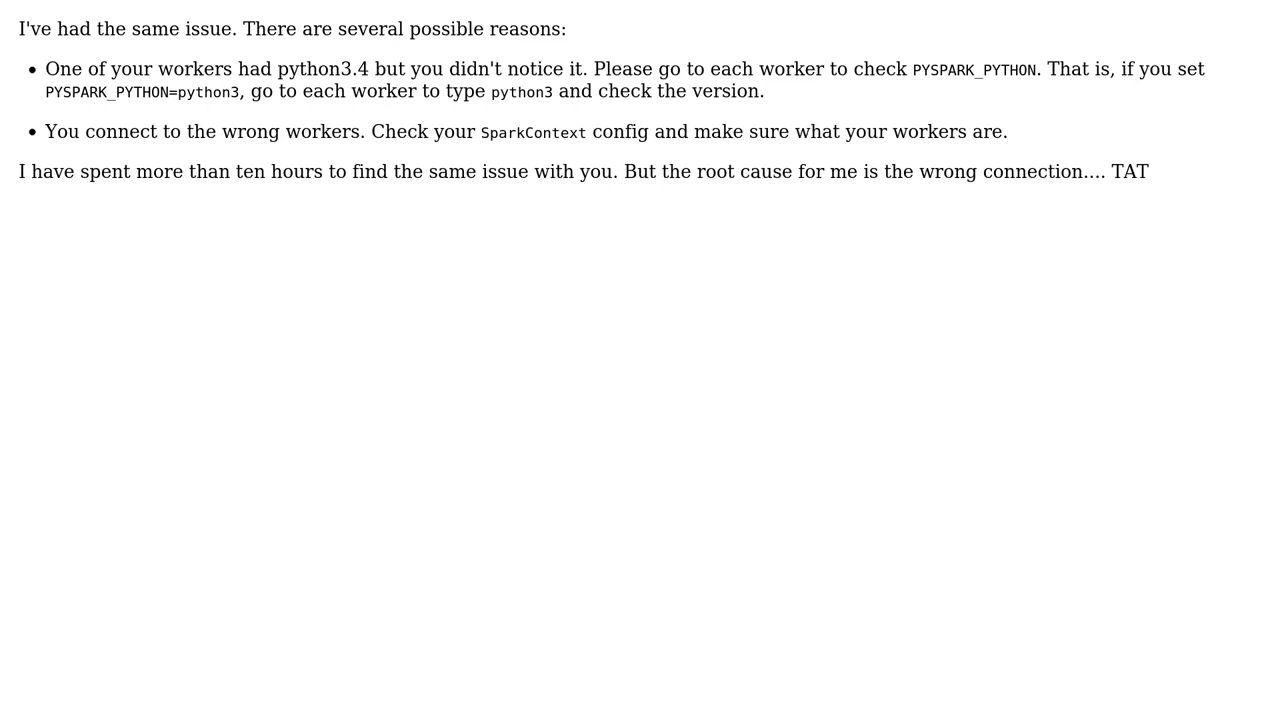 I've had the same issue. There are several possible reasons:
• One of your workers had python3.4 but you didn't notice it. Please go to each worker to check PYSPARK_PYTHON. That is, if you set
PYSPARK_PYTHON=python3, go to each worker to type python3 and check the version.
• You connect to the wrong workers. Check your SparkContext config and make sure what your workers are.
I have spent more than ten hours to find the same issue with you. But the root cause for me is the wrong connection.... TAT